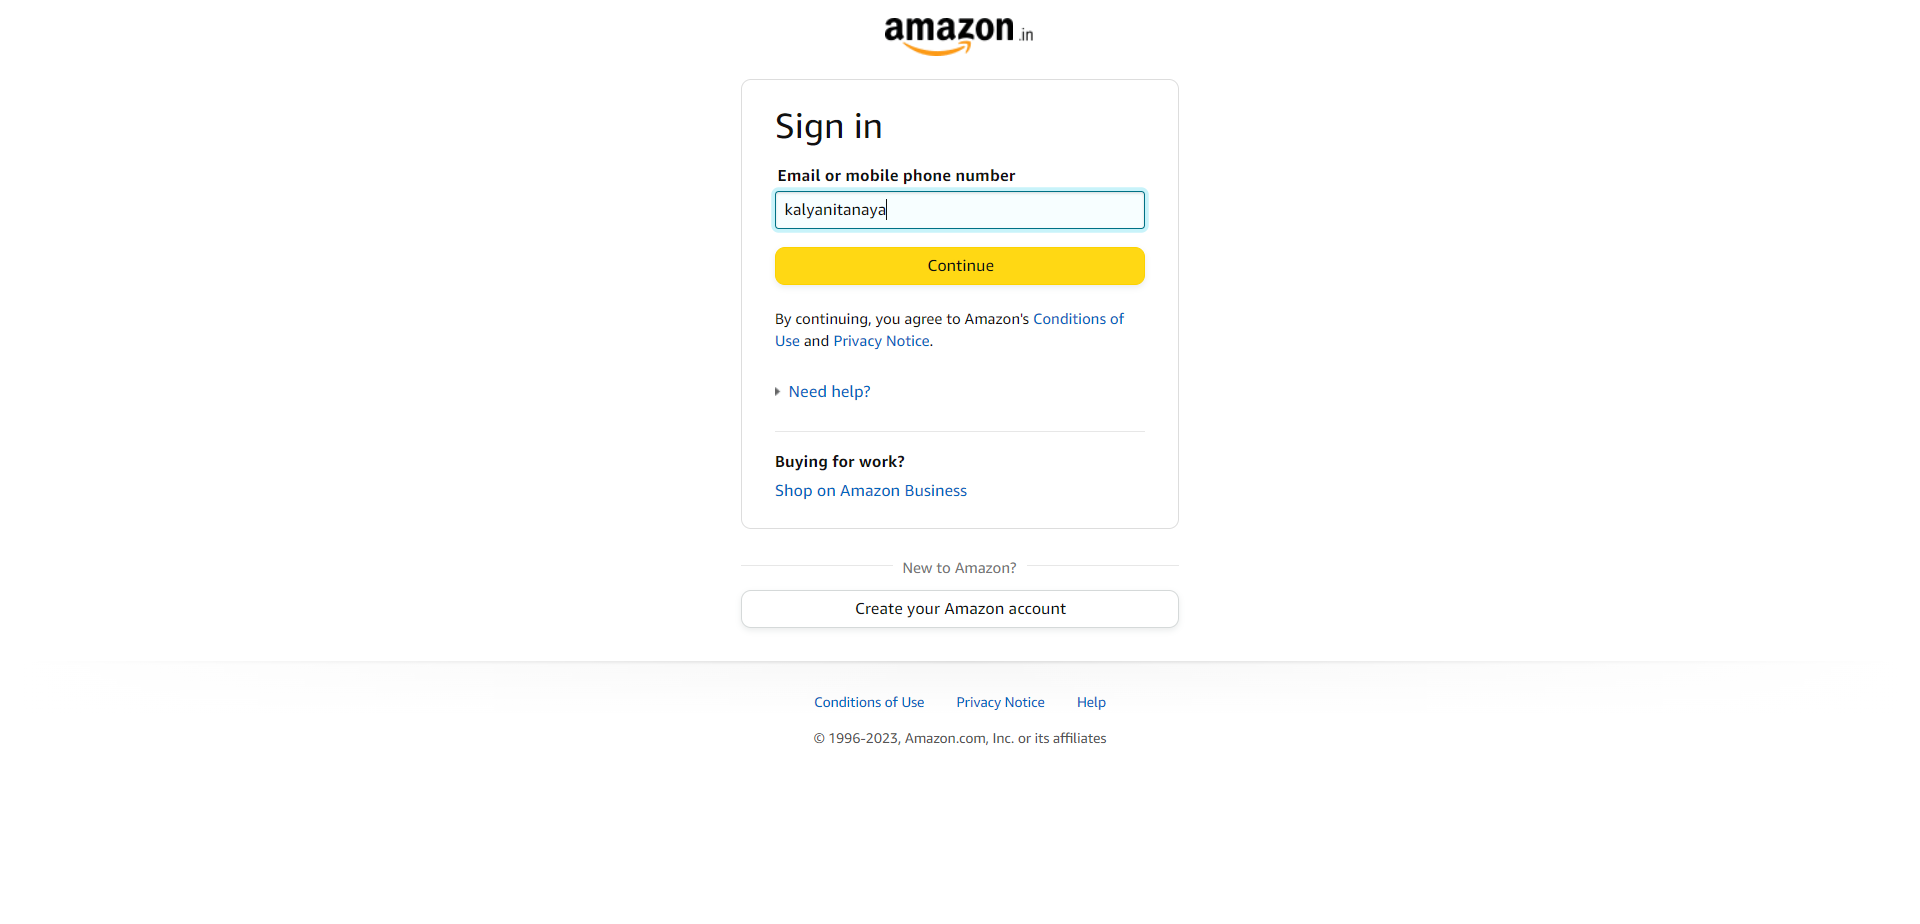 amazon.in
Sign in
Email or mobile phone number
kalyanitanaya
Continue
By continuing, you agree to Amazon's Conditions of
Use and Privacy Notice.
Need help?
Buying for work?
Shop on Amazon Business
New to Amazon?
Create your Amazon account
Conditions of Use Privacy Notice Help
© 1996-2023, Amazon.com, Inc. or its affiliates